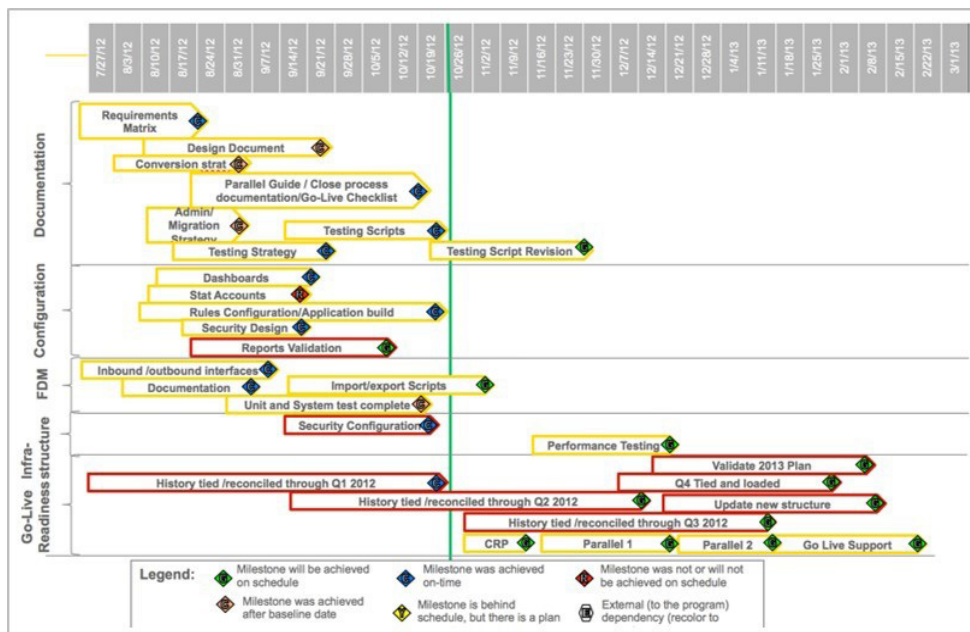 7/27/12
8/3/12
8/10/12
8/17/12
8/24/12
8/31/12
9/7/12
9/14/12
9/21/12
9/28/12
10/5/12
10/12/12
10/19/12
10/26/12
11/2/12
11/9/12
11/16/12
11/23/12
11/30/12
12/7/12
12/14/12
12/21/12
12/28/12
1/4/13
1/11/13
1/18/13
1/25/13
2/1/13
2/8/13
2/15/13
2/22/13
3/1/13
Documentation
Requirements
Matrix
Design Document
Conversion strat
Parallel Guide / Close process
documentation/Go-Live Checklist
Admin/
Migration
Strategy
Testing Scripts
Testing Strategy
Testing Script Revision
Configuration
Dashboards
Stat Accounts
Rules Configuration/Application build
Security Design
Reports Validation
FDM
Inbound /outbound interfaces
Documentation
Import/export Scripts
Unit and System test complete
Infra-
structure
Security Configuration
Performance Testing
Go-Live
Readiness
Validate 2013 Plan
History tied /reconciled through Q1 2012
Q4 Tied and loaded
History tied /reconciled through Q2 2012
Update new structure
History tied /reconciled through Q3 2012
CRP
Parallel 1
Parallel 2
Go Live Support
Legend:
G
Milestone will be achieved
on schedule
C
Milestone was achieved
on-time
R
Milestone was not or will not
be achieved on schedule
C
Milestone was achieved
after baseline date
Y
Milestone is behind
schedule, but there is a plan
External (to the program)
dependency (recolor to